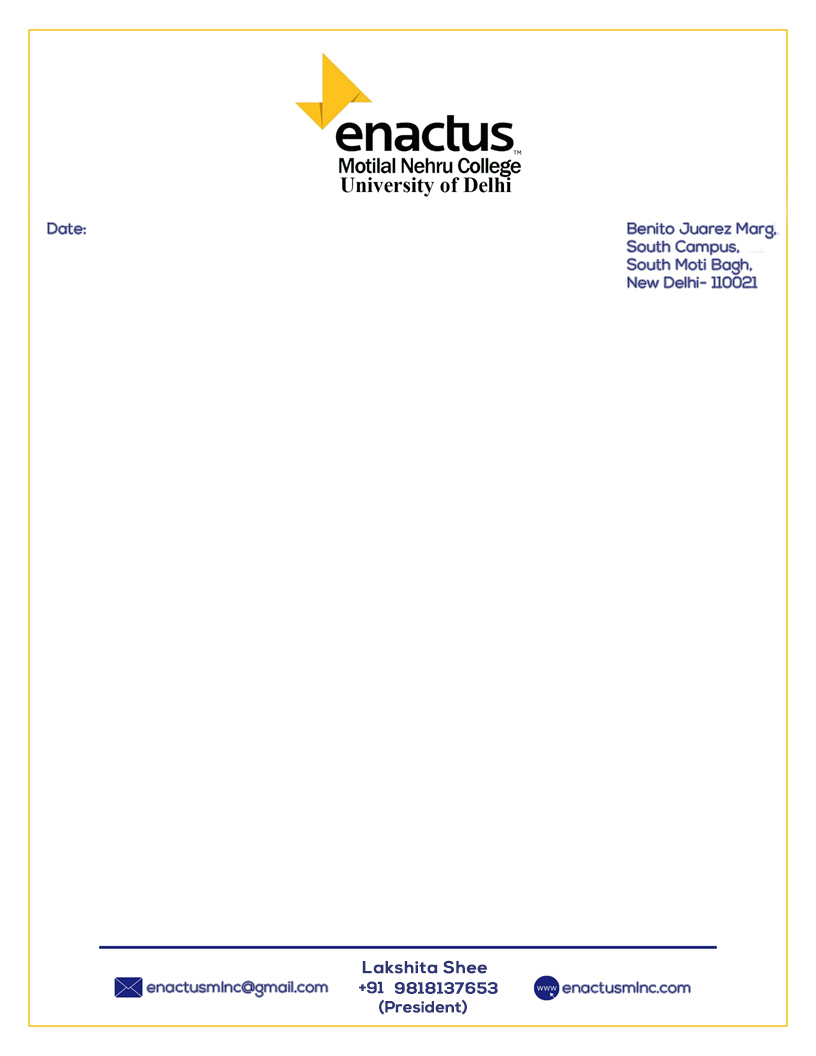 enactus™
Motilal Nehru College
University of Delhi
Date:
Benito Juarez Marg,
South Campus,
South Moti Bagh,
New Delhi- 110021
Lakshita Shee
enactusmlnc@gmail.com
+91 9818137653
www enactusmlnc.com
(President)